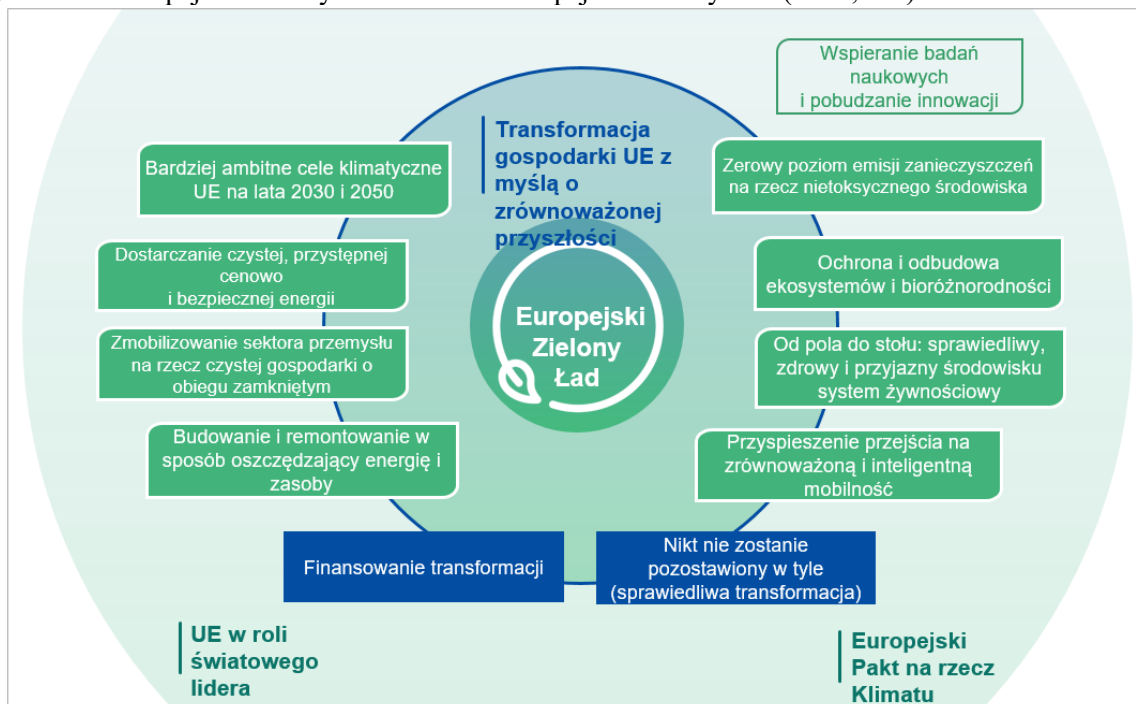 Wspieranie badań
naukowych
i pobudzanie innowacji
Transformacja
gospodarki UE z
myślą o
zrównoważonej
przyszłości
Bardziej ambitne cele klimatyczne
UE na lata 2030 i 2050
Zerowy poziom emisji zanieczyszczeń
na rzecz nietoksycznego środowiska
Dostarczanie czystej, przystępnej
cenowo
i bezpiecznej energii
Ochrona i odbudowa
ekosystemów i bioróżnorodności
Europejski
Zielony
Ład
Zmobilizowanie sektora przemysłu
na rzecz czystej gospodarki o
obiegu zamkniętym
Od pola do stołu: sprawiedliwy,
zdrowy i przyjazny środowisku
system żywnościowy
Budowanie i remontowanie w
sposób oszczędzający energię i
zasoby
Przyspieszenie przejścia na
zrównoważoną i inteligentną
mobilność
Finansowanie transformacji
Nikt nie zostanie
pozostawiony w tyle
(sprawiedliwa transformacja)
UE w roli
światowego
lidera
Europejski
Pakt na rzecz
Klimatu